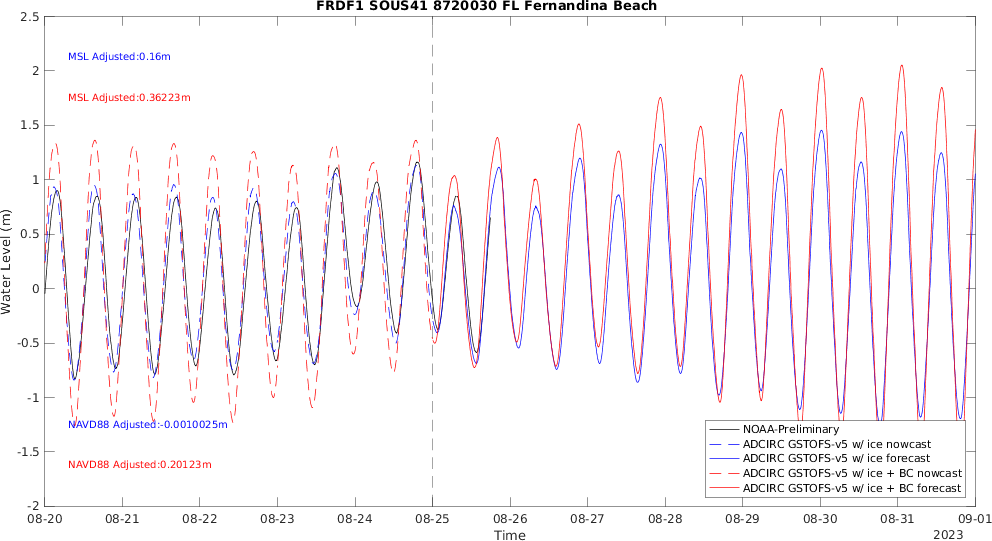 FRDF1 SOUS41 8720030 FL Fernandina Beach
2.5
2
1.5
1
0.5
0
-0.5
-1
-1.5
-2
Water Level (m)
MSL Adjusted:0.16m
MSL Adjusted:0.36223m
NAVD88 Adjusted:-0.0010025m
NAVD88 Adjusted:0.20123m
NOAA-Preliminary
ADCIRC GSTOFS-v5 w/ ice nowcast
ADCIRC GSTOFS-v5 w/ ice forecast
ADCIRC GSTOFS-v5 w/ ice + BC nowcast
ADCIRC GSTOFS-v5 w/ ice + BC forecast
08-20 08-21 08-22 08-23 08-24 08-25 08-26 08-27 08-28 08-29 08-30 08-31 09-01
Time
2023